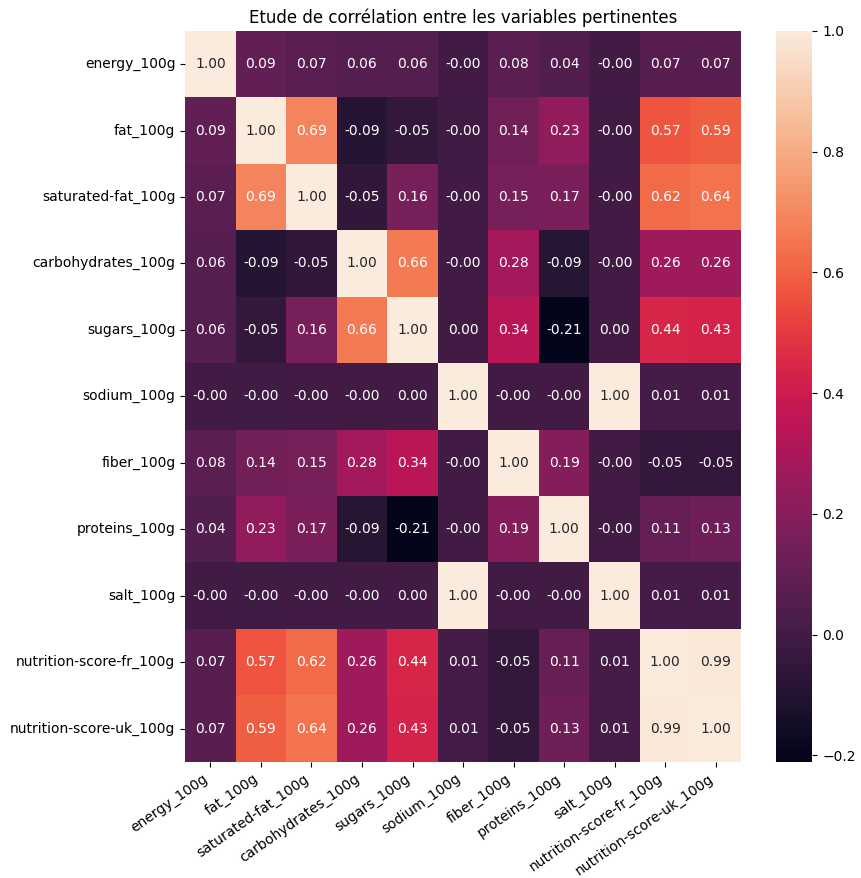 Etude de corrélation entre les variables pertinentes
energy_100g 1.00 0.09 0.07 0.06 0.06 -0.00 0.08 0.04 -0.00 0.07 0.07
fat_100g 0.09 1.00 0.69 -0.09 -0.05 -0.00 0.14 0.23 -0.00 0.57 0.59
saturated-fat_100g 0.07 0.69 1.00 -0.05 0.16 -0.00 0.15 0.17 -0.00 0.62 0.64
carbohydrates_100g 0.06 -0.09 -0.05 1.00 0.66 -0.00 0.28 -0.09 -0.00 0.26 0.26
sugars_100g 0.06 -0.05 0.16 0.66 1.00 0.00 0.34 -0.21 0.00 0.44 0.43
sodium_100g -0.00 -0.00 -0.00 -0.00 0.00 1.00 -0.00 -0.00 1.00 0.01 0.01
fiber_100g 0.08 0.14 0.15 0.28 0.34 -0.00 1.00 0.19 -0.00 -0.05 -0.05
proteins_100g 0.04 0.23 0.17 -0.09 -0.21 -0.00 0.19 1.00 -0.00 0.11 0.13
salt_100g -0.00 -0.00 -0.00 -0.00 0.00 1.00 -0.00 -0.00 1.00 0.01 0.01
nutrition-score-fr_100g 0.07 0.57 0.62 0.26 0.44 0.01 -0.05 0.11 0.01 1.00 0.99
nutrition-score-uk_100g 0.07 0.59 0.64 0.26 0.43 0.01 -0.05 0.13 0.01 0.99 1.00
energy_100g
fat_100g
saturated-fat_100g
carbohydrates_100g
sugars_100g
sodium_100g
fiber_100g
proteins_100g
salt_100g
nutrition-score-fr_100g
nutrition-score-uk_100g
1.0
0.8
0.6
0.4
0.2
0.0
-0.2